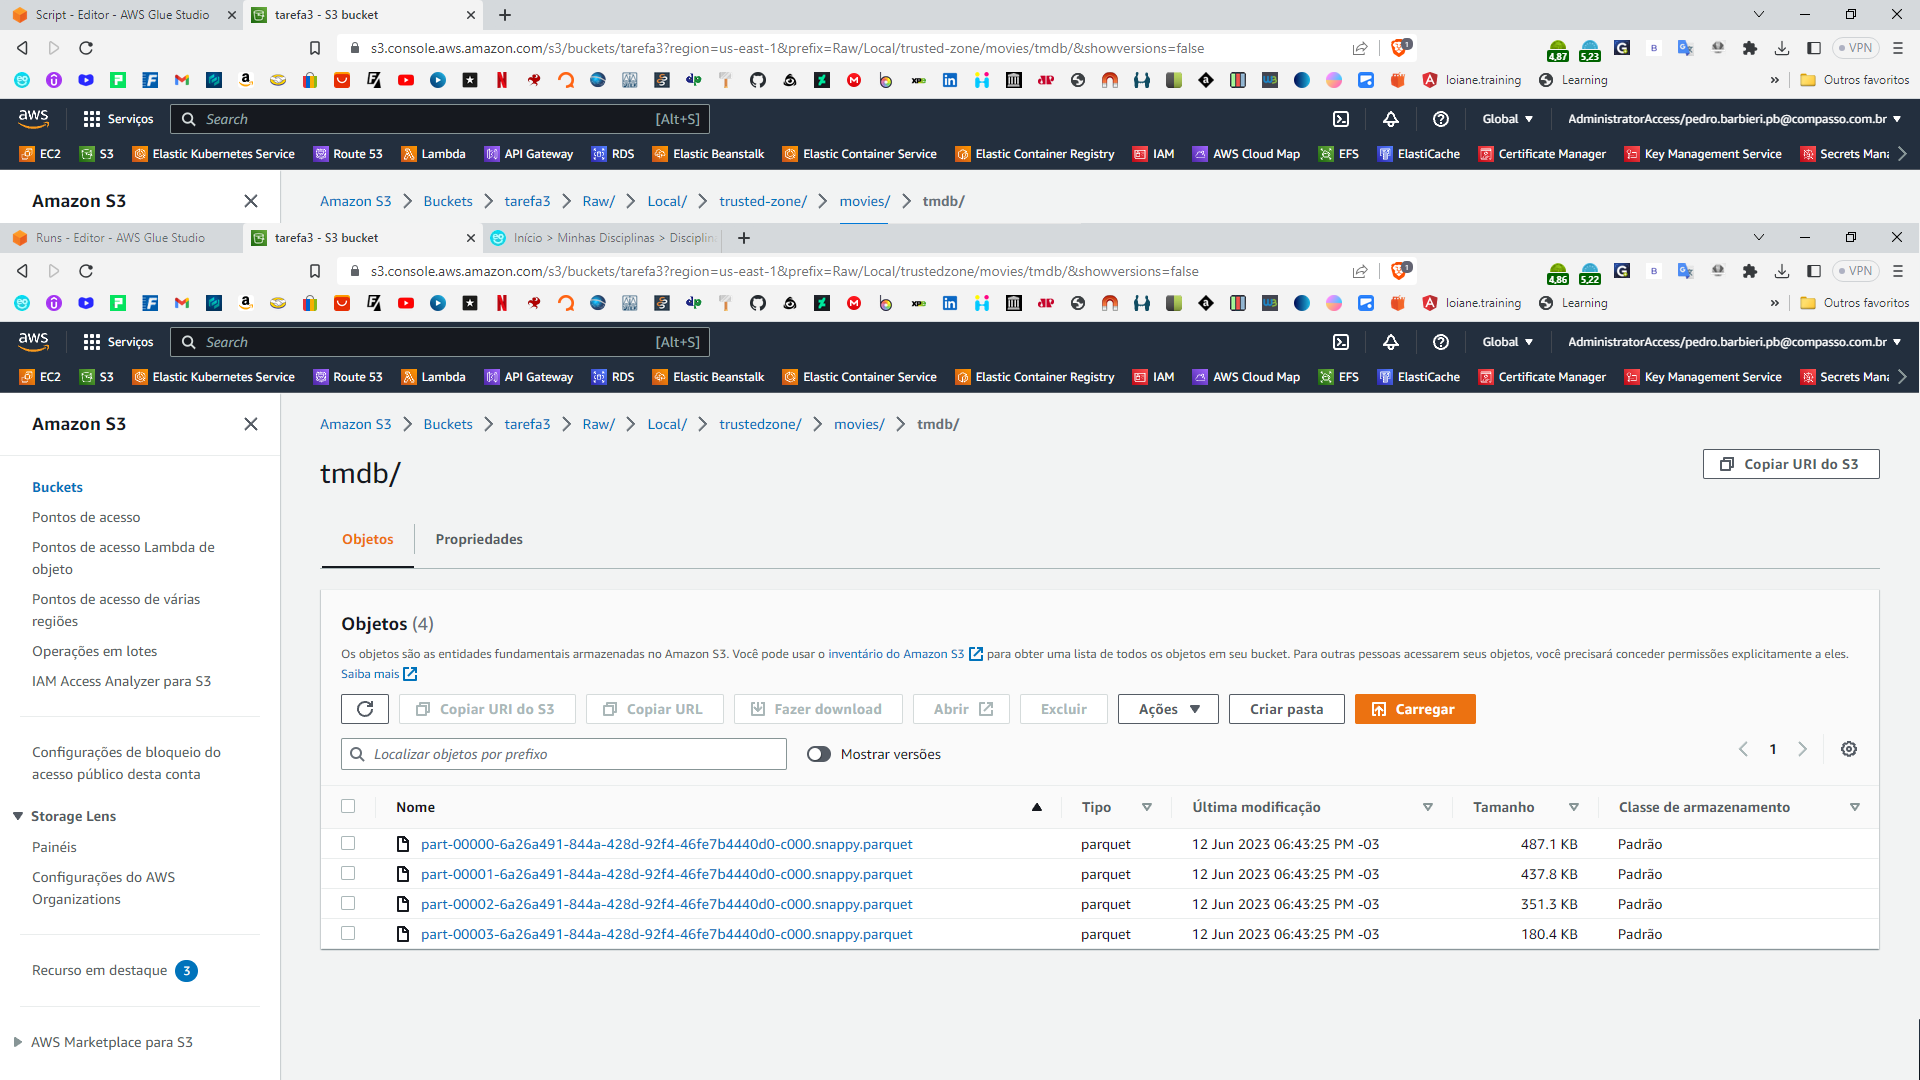 Script - Editor - AWS Glue Studio
tarefa3 - S3 bucket
s3.console.aws.amazon.com/s3/buckets/tarefa3?region=us-east-1&prefix=Raw/Local/trusted-zone/movies/tmdb/&showversions=false
1
4,87
5,23
VPN
loiane.training
Learning
»
Outros favoritos
aws
Serviços
Search
[Alt+S]
Global
AdministratorAccess/pedro.barbieri.pb@compasso.com.br
EC2
S3
Elastic Kubernetes Service
Route 53
Lambda
API Gateway
RDS
Elastic Beanstalk
Elastic Container Service
Elastic Container Registry
IAM
AWS Cloud Map
EFS
ElastiCache
Certificate Manager
Key Management Service
Secrets Mana
Amazon S3
Amazon S3 > Buckets > tarefa3 > Raw/ > Local/ > trusted-zone/ > movies/ > tmdb/
Runs - Editor - AWS Glue Studio
tarefa3 - S3 bucket
Início > Minhas Disciplinas > Disciplin
s3.console.aws.amazon.com/s3/buckets/tarefa3?region=us-east-1&prefix=Raw/Local/trustedzone/movies/tmdb/&showversions=false
1
4,86
5,22
VPN
loiane.training
Learning
»
Outros favoritos
aws
Serviços
Search
[Alt+S]
Global
AdministratorAccess/pedro.barbieri.pb@compasso.com.br
EC2
S3
Elastic Kubernetes Service
Route 53
Lambda
API Gateway
RDS
Elastic Beanstalk
Elastic Container Service
Elastic Container Registry
IAM
AWS Cloud Map
EFS
ElastiCache
Certificate Manager
Key Management Service
Secrets Mana
Amazon S3
Buckets
Pontos de acesso
Pontos de acesso Lambda de
objeto
Pontos de acesso de várias
regiões
Operações em lotes
IAM Access Analyzer para S3
Configurações de bloqueio do
acesso público desta conta
Storage Lens
Painéis
Configurações do AWS
Organizations
Recurso em destaque 3
AWS Marketplace para S3
Amazon S3 > Buckets > tarefa3 > Raw/ > Local/ > trustedzone/ > movies/ > tmdb/
tmdb/
Copiar URI do S3
Objetos
Propriedades
Objetos (4)
Os objetos são as entidades fundamentais armazenadas no Amazon S3. Você pode usar o inventário do Amazon S3 para obter uma lista de todos os objetos em seu bucket. Para outras pessoas acessarem seus objetos, você precisará conceder permissões explicitamente a eles.
Saiba mais
Copiar URI do S3
Copiar URL
Fazer download
Abrir
Excluir
Ações
Criar pasta
Carregar
Localizar objetos por prefixo
Mostrar versões
1
Nome Tipo Última modificação Tamanho Classe de armazenamento
part-00000-6a26a491-844a-428d-92f4-46fe7b4440d0-c000.snappy.parquet parquet 12 Jun 2023 06:43:25 PM -03 487.1 KB Padrão
part-00001-6a26a491-844a-428d-92f4-46fe7b4440d0-c000.snappy.parquet parquet 12 Jun 2023 06:43:25 PM -03 437.8 KB Padrão
part-00002-6a26a491-844a-428d-92f4-46fe7b4440d0-c000.snappy.parquet parquet 12 Jun 2023 06:43:25 PM -03 351.3 KB Padrão
part-00003-6a26a491-844a-428d-92f4-46fe7b4440d0-c000.snappy.parquet parquet 12 Jun 2023 06:43:25 PM -03 180.4 KB Padrão